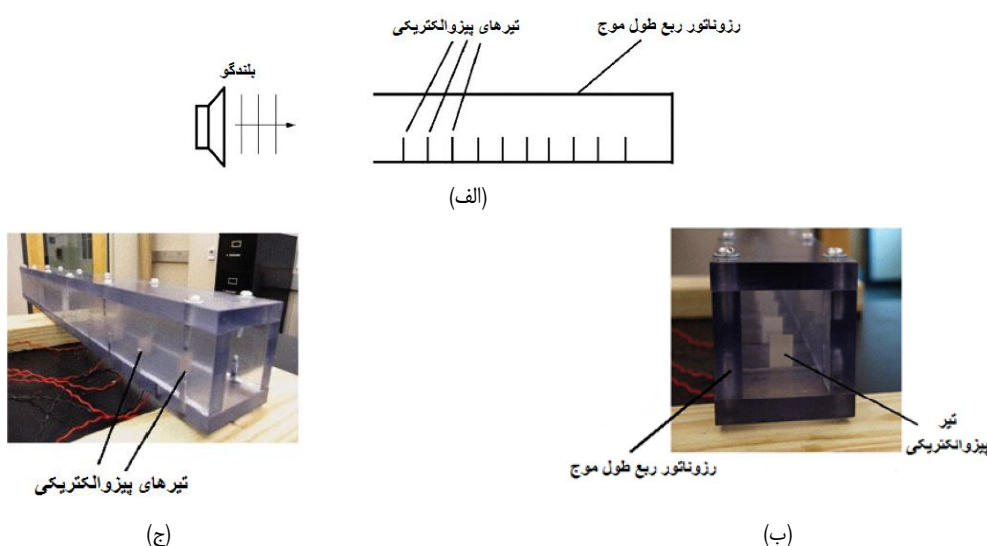 تیرهای پیزوالکتریکی
رزوناتور ربع طول موج
بلندگو
(الف)
تیر
پیزوالکتریکی
رزوناتور ربع طول موج
تیرهای پیزوالکتریکی
(ب)
(ج)